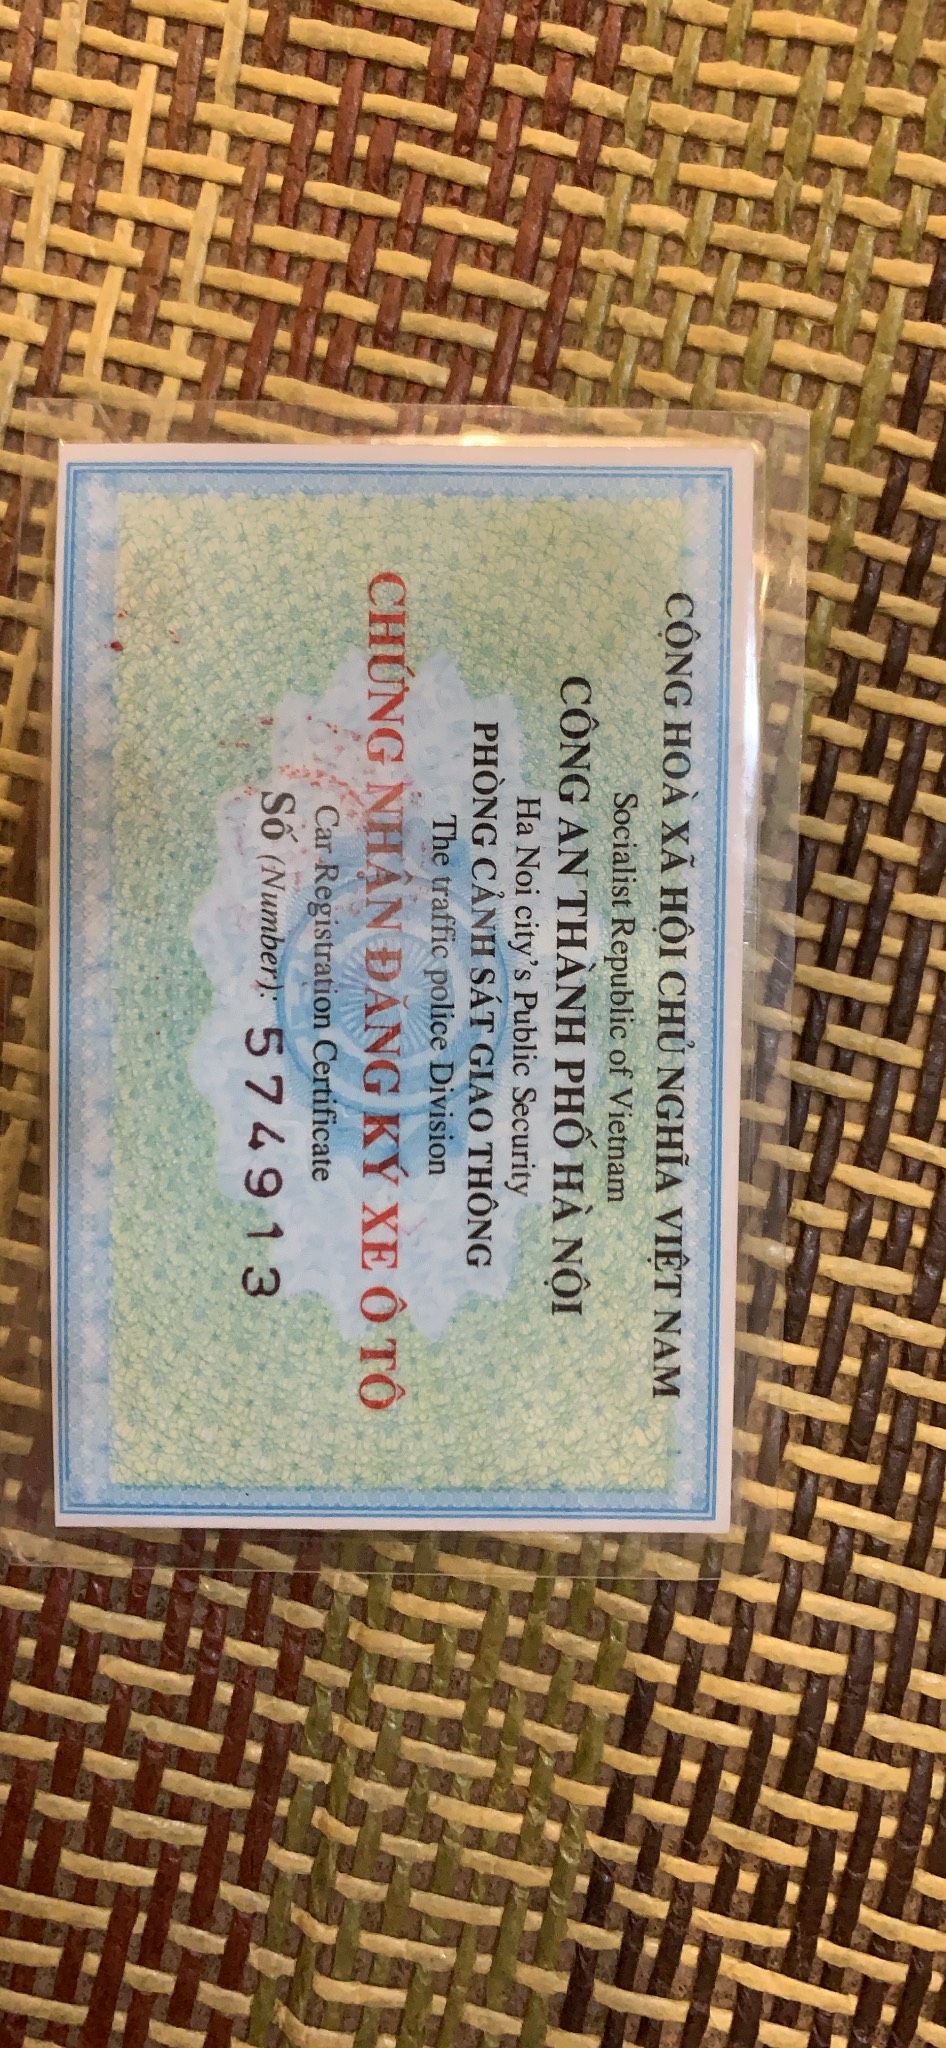 CỘNG HOÀ XÃ HỘI CHỦ NGHĨA VIỆT NAM
Socialist Republic of Vietnam
CÔNG AN THÀNH PHỐ HÀ NỘI
Ha Noi city's Public Security
PHÒNG CẢNH SÁT GIAO THÔNG
The traffic police Division
CHỨNG NHẬN ĐĂNG KÝ XE Ô TÔ
Car Registration Certificate
Số (Number): 574913